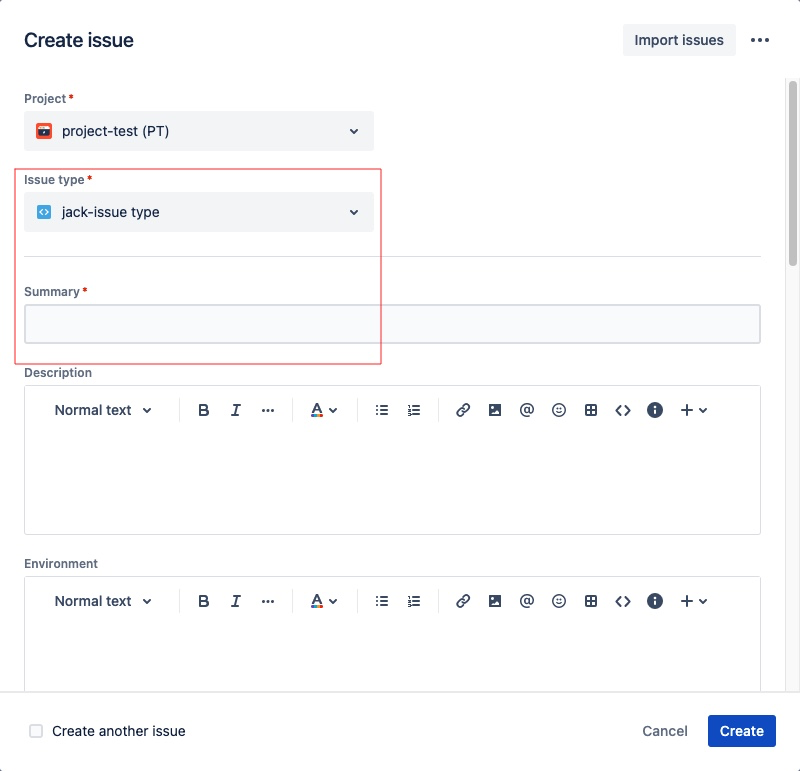 Create issue
Import issues
Project *
project-test (PT)
Issue type *
jack-issue type
Summary *
Description
Normal text
B I A @
Environment
Normal text
B I A @
Create another issue
Cancel
Create